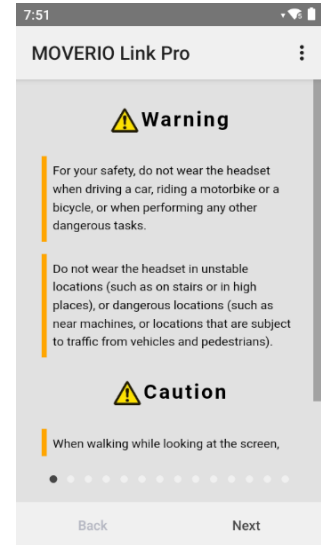 7:51
MOVERIO Link Pro
Warning
For your safety, do not wear the headset
when driving a car, riding a motorbike or a
bicycle, or when performing any other
dangerous tasks.
Do not wear the headset in unstable
locations (such as on stairs or in high
places), or dangerous locations (such as
near machines, or locations that are subject
to traffic from vehicles and pedestrians).
Caution
When walking while looking at the screen,
Back Next